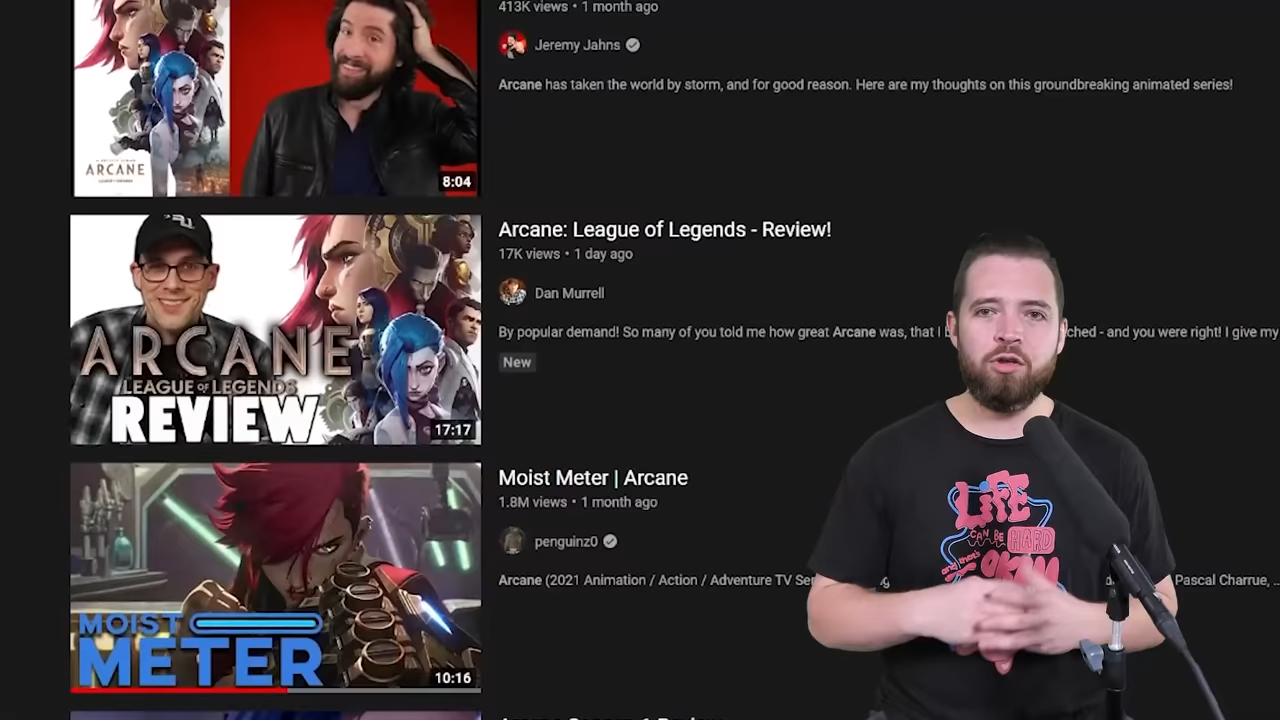 413K views • 1 month ago
Jeremy Jahns
Arcane has taken the world by storm, and for good reason. Here are my thoughts on this groundbreaking animated series!
ARCANE
8:04
Arcane: League of Legends - Review!
17K views • 1 day ago
Dan Murrell
By popular demand! So many of you told me how great Arcane was, that I
ched - and you were right! I give my
New
ARCANE
LEAGUE OF LEGENDS
REVIEW
17:17
Moist Meter | Arcane
1.8M views • 1 month ago
penguinz0
Arcane (2021 Animation / Action / Adventure TV Ser
Pascal Charrue, ...
MOIST
METER
10:16
LiFE
CAN BE HARD
and that's
OKAY